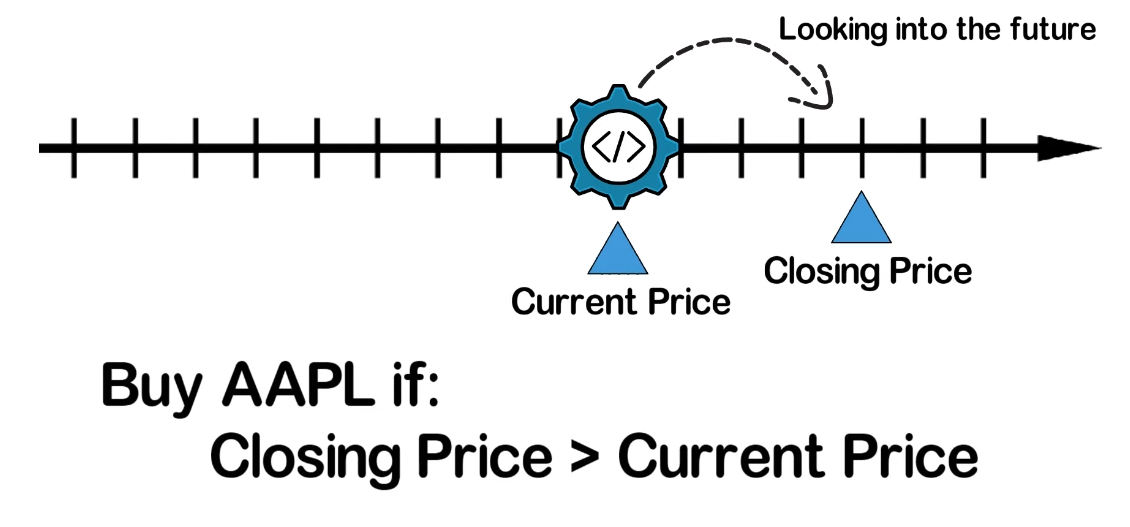 Looking into the future
</>
Closing Price
Current Price
Buy AAPL if:
Closing Price > Current Price